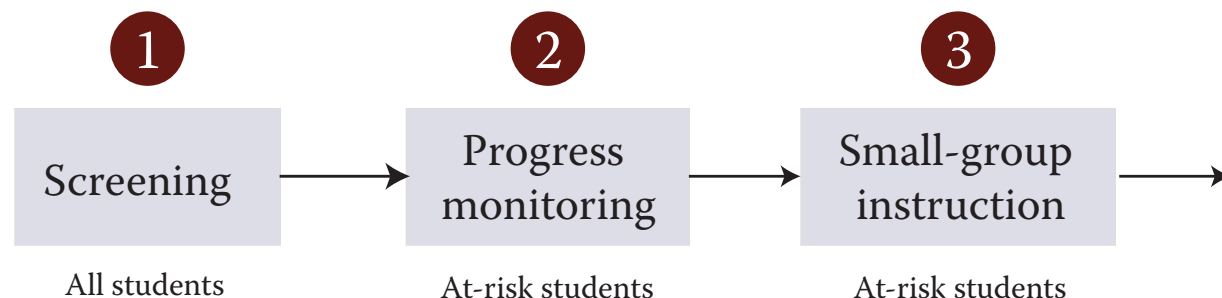 1
2
3
Screening
Progress
monitoring
Small-group
instruction
All students
At-risk students
At-risk students